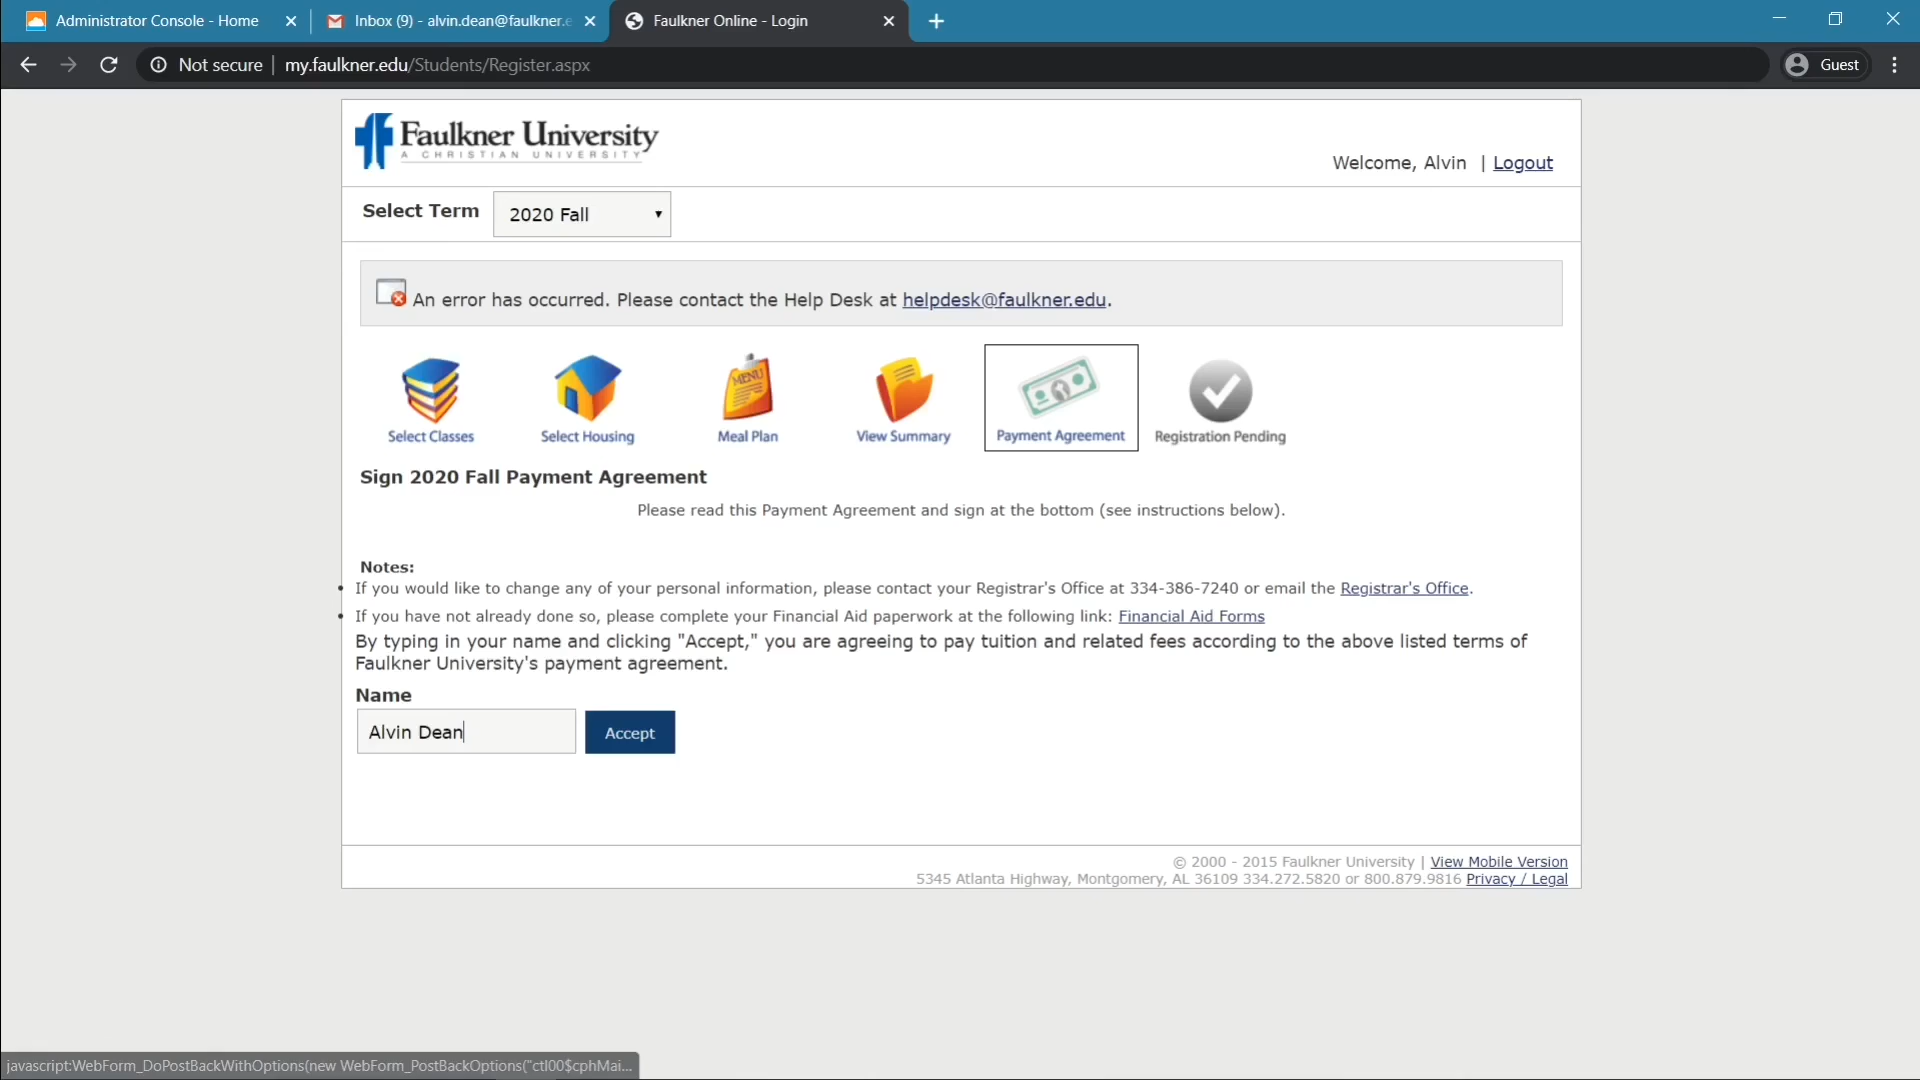 Administrator Console - Home
Inbox (9) - alvin.dean@faulkner.e
Faulkner Online - Login
Not secure | my.faulkner.edu/Students/Register.aspx
Guest
Faulkner University
A CHRISTIAN UNIVERSITY
Welcome, Alvin | Logout
Select Term 2020 Fall
An error has occurred. Please contact the Help Desk at helpdesk@faulkner.edu.
MENU
Select Classes Select Housing Meal Plan View Summary Payment Agreement Registration Pending
Sign 2020 Fall Payment Agreement
Please read this Payment Agreement and sign at the bottom (see instructions below).
Notes:
• If you would like to change any of your personal information, please contact your Registrar's Office at 334-386-7240 or email the Registrar's Office.
• If you have not already done so, please complete your Financial Aid paperwork at the following link: Financial Aid Forms
By typing in your name and clicking "Accept," you are agreeing to pay tuition and related fees according to the above listed terms of
Faulkner University's payment agreement.
Name
Alvin Dean Accept
© 2000 - 2015 Faulkner University | View Mobile Version
5345 Atlanta Highway, Montgomery, AL 36109 334.272.5820 or 800.879.9816 Privacy / Legal
javascript:WebForm_DoPostBackWithOptions(new WebForm_PostBackOptions("ctl00$cphMai...